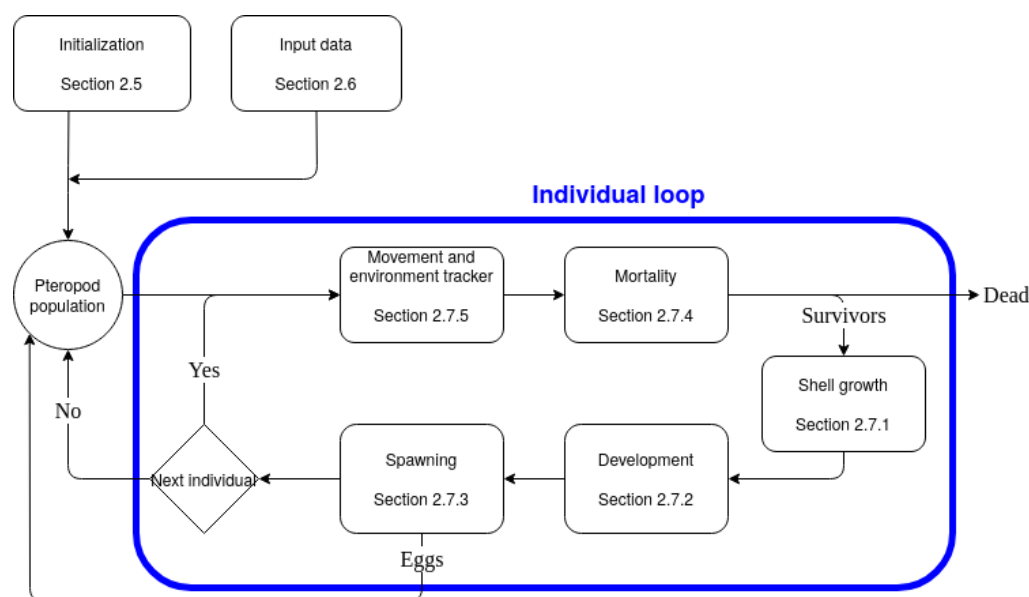 Initialization
Section 2.5
Input data
Section 2.6
Individual loop
Pteropod
population
Movement and
environment tracker
Section 2.7.5
Mortality
Section 2.7.4
Dead
Survivors
Shell growth
Section 2.7.1
Development
Section 2.7.2
Spawning
Section 2.7.3
Eggs
Next individual
Yes
No